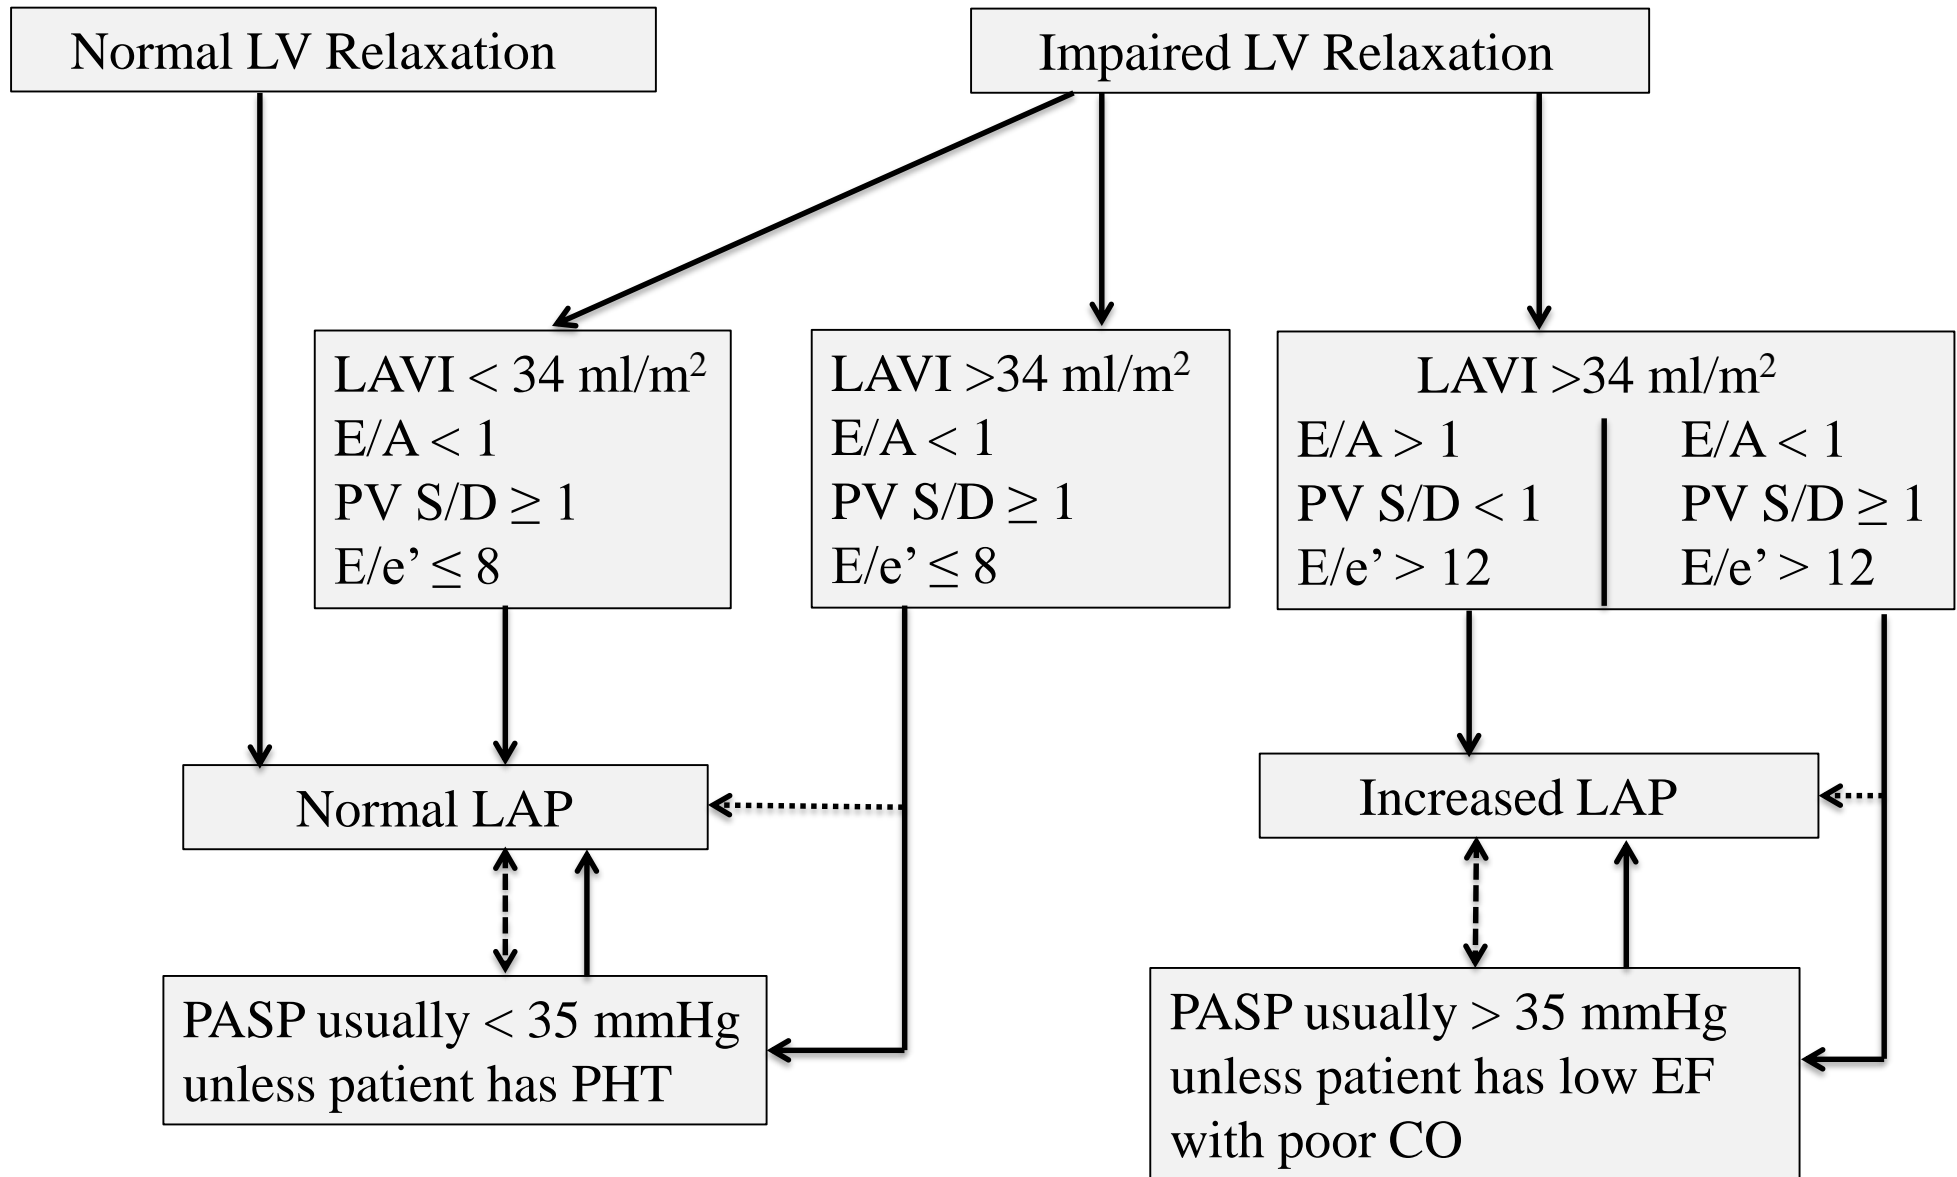 Normal LV Relaxation
Impaired LV Relaxation
LAVI < 34 ml/m²
E/A < 1
PV S/D ≥ 1
E/e’ ≤ 8
LAVI >34 ml/m²
E/A < 1
PV S/D ≥ 1
E/e’ ≤ 8
LAVI >34 ml/m²
E/A > 1
PV S/D < 1
E/e’ > 12
E/A < 1
PV S/D ≥ 1
E/e’ > 12
Normal LAP
Increased LAP
PASP usually < 35 mmHg
unless patient has PHT
PASP usually > 35 mmHg
unless patient has low EF
with poor CO